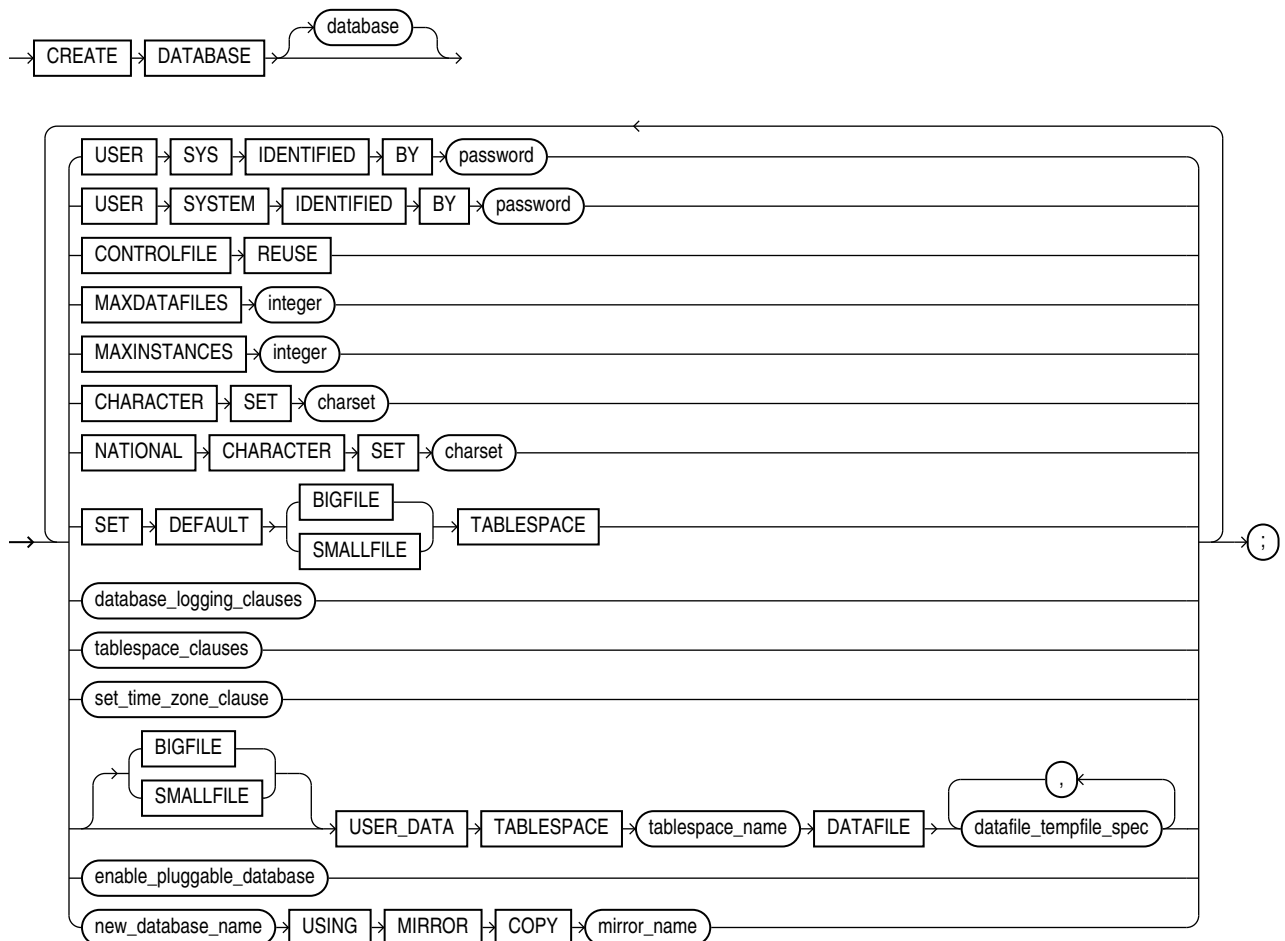 database
CREATE DATABASE
USER SYS IDENTIFIED BY password
USER SYSTEM IDENTIFIED BY password
CONTROLFILE REUSE
MAXDATAFILES integer
MAXINSTANCES integer
CHARACTER SET charset
NATIONAL CHARACTER SET charset
BIGFILE
SET DEFAULT TABLESPACE
SMALLFILE
;
database_logging_clauses
tablespace_clauses
set_time_zone_clause
BIGFILE
SMALLFILE
,
USER_DATA TABLESPACE tablespace_name DATAFILE datafile_tempfile_spec
enable_pluggable_database
new_database_name USING MIRROR COPY mirror_name